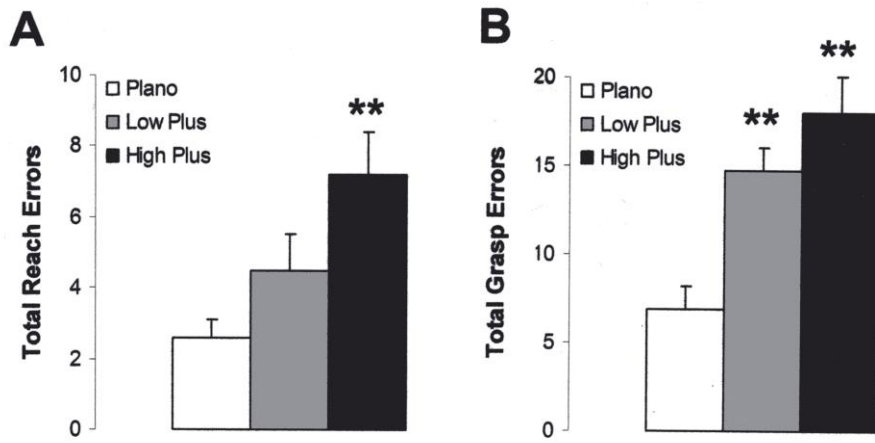 A
Total Reach Errors
10
8
6
4
2
0
Plano
Low Plus
High Plus
**
B
Total Grasp Errors
20
15
10
5
0
Plano
Low Plus
High Plus
**
**